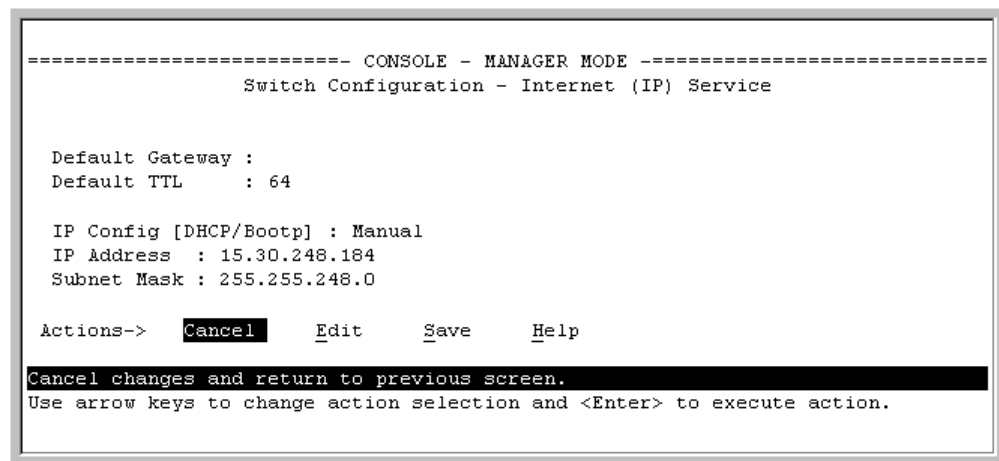 ==========================- CONSOLE - MANAGER MODE -============================
Switch Configuration - Internet (IP) Service
Default Gateway :
Default TTL     : 64
IP Config [DHCP/Bootp] : Manual
IP Address  : 15.30.248.184
Subnet Mask : 255.255.248.0
Actions->   Cancel     Edit     Save     Help
Cancel changes and return to previous screen.
Use arrow keys to change action selection and <Enter> to execute action.